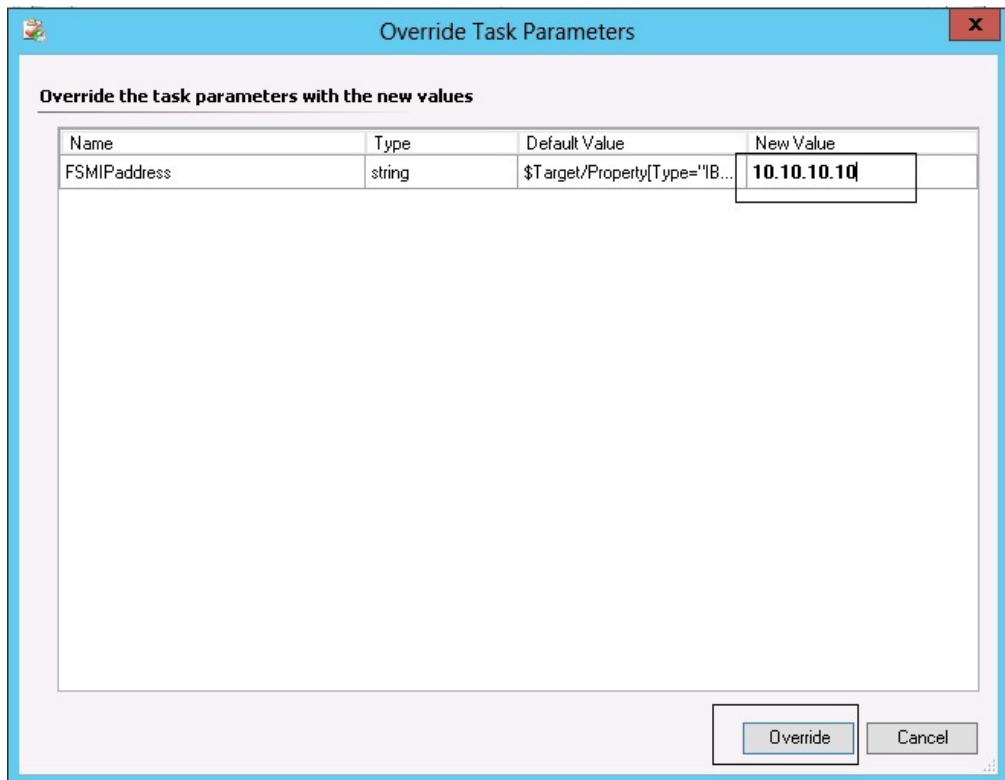 Override Task Parameters
x
Override the task parameters with the new values
Name Type Default Value New Value
FSMIPaddress string $Target/Property[Type="IB... 10.10.10.10
Override Cancel